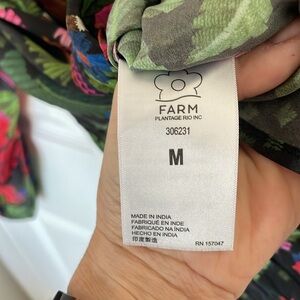 FARM
PLANTAGE RIO INC
306231
M
MADE IN INDIA
FABRIQUÉ EN INDE
FABRICADO NA ÍNDIA
HECHO EN INDIA
印度製造
RN 157047